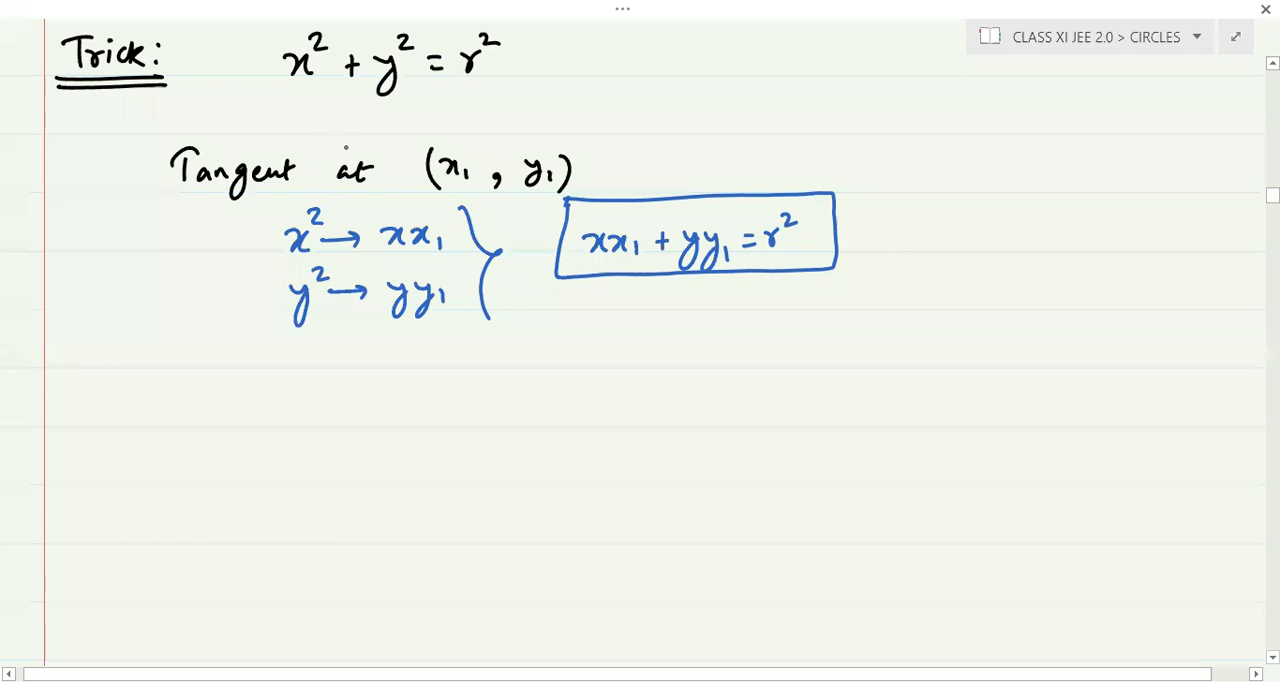 CLASS XI JEE 2.0 > CIRCLES
Trick: x² + y² = r²
Tangent at (x₁, y₁)
x² → xx₁
y² → yy₁
xx₁ + yy₁ = r²